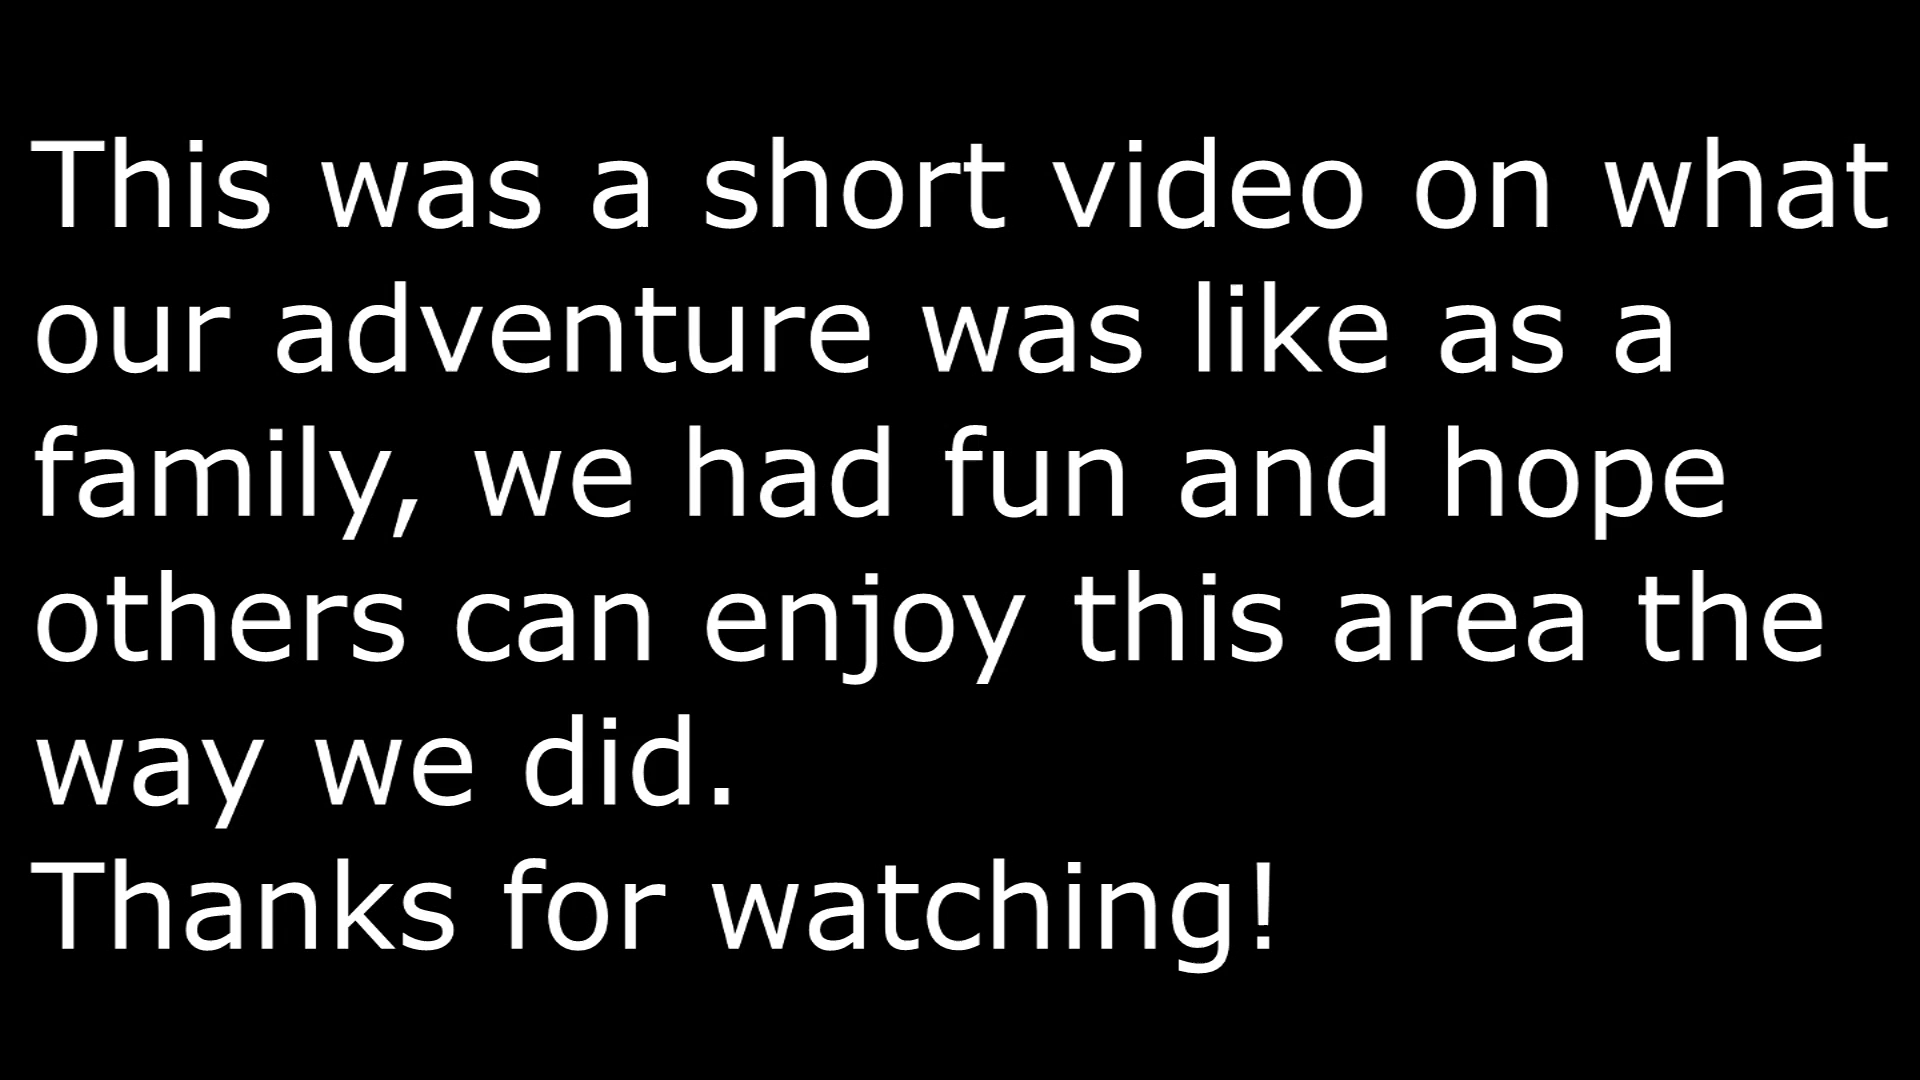 This was a short video on what
our adventure was like as a
family, we had fun and hope
others can enjoy this area the
way we did.
Thanks for watching!